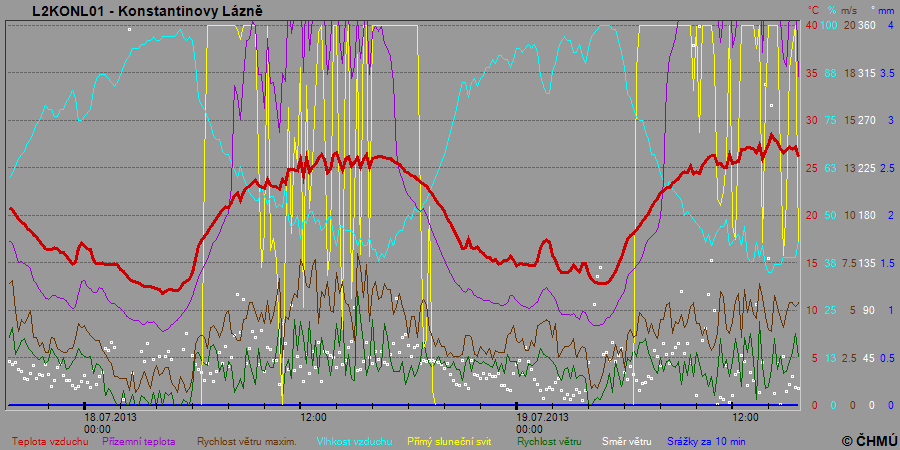 L2KONL01 - Konstantinovy Lázně
°C % m/s ° mm
40 100 20 360 4
35 88 18 315 3.5
30 75 15 270 3
25 63 13 225 2.5
20 50 10 180 2
15 38 7.5 135 1.5
10 25 5 90 1
5 13 2.5 45 0.5
0 0 0 0 0
18.07.2013 12:00 19.07.2013 12:00
00:00 00:00
Teplota vzduchu Přízemní teplota Rychlost větru maxim. Vlhkost vzduchu Přímý sluneční svit Rychlost větru Směr větru Srážky za 10 min © ČHMÚ